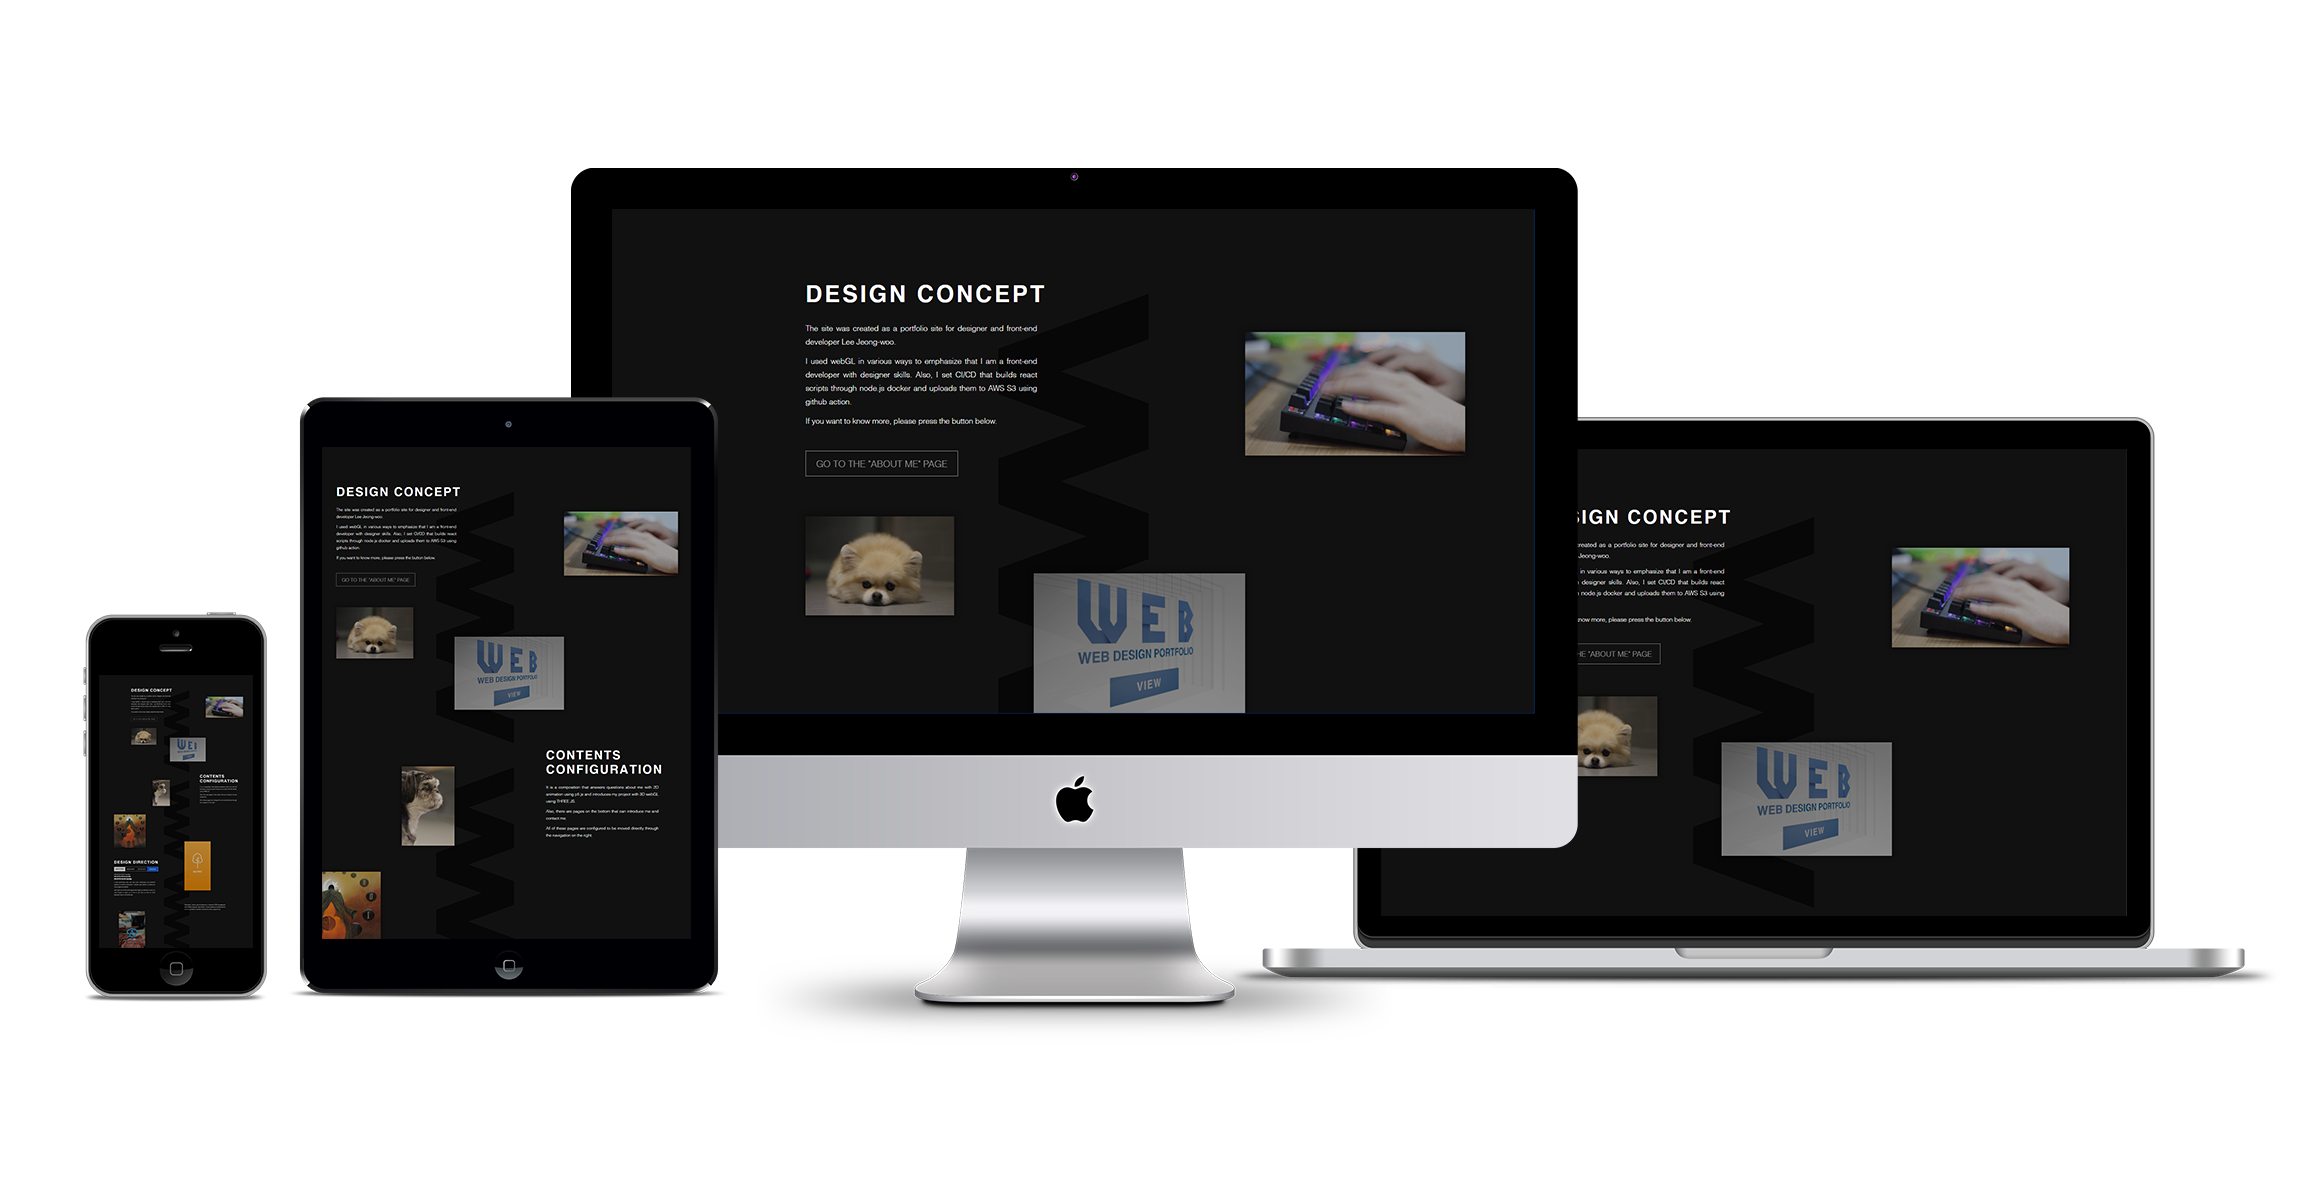 DESIGN CONCEPT
The site was created as a portfolio site for designer and front-end
developer Lee Jeong-woo.
I used webGL in various ways to emphasize that I am a front-end
developer with designer skills. Also, I set CI/CD that builds react
scripts through node.js docker and uploads them to AWS S3 using
github action.
If you want to know more, please press the button below.
GO TO THE "ABOUT ME" PAGE
WEB
WEB DESIGN PORTFOLIO
VIEW
DESIGN CONCEPT
The site was created as a portfolio site for designer and front-end
developer Lee Jeong-woo.
I used webGL in various ways to emphasize that I am a front-end
developer with designer skills. Also, I set CI/CD that builds react
scripts through node.js docker and uploads them to AWS S3 using
github action.
If you want to know more, please press the button below.
GO TO THE "ABOUT ME" PAGE
WEB
WEB DESIGN PORTFOLIO
VIEW
CONTENTS
CONFIGURATION
It is a composition that answers questions about me with 2D
animation using p5.js and introduces my project with 3D webGL
using THREE.JS.
Also, there are pages on the bottom that can introduce me and
contact me.
All of these pages are configured to be moved directly through
the navigation on the right.
DESIGN CONCEPT
WEB
CONTENTS
CONFIGURATION
DESIGN DIRECTION
SIGN CONCEPT
created as a portfolio site for designer and front-end
Jeong-woo.
in various ways to emphasize that I am a front-end
designer skills. Also, I set CI/CD that builds react
node.js docker and uploads them to AWS S3 using
know more, please press the button below.
HE "ABOUT ME" PAGE
WEB
WEB DESIGN PORTFOLIO
VIEW